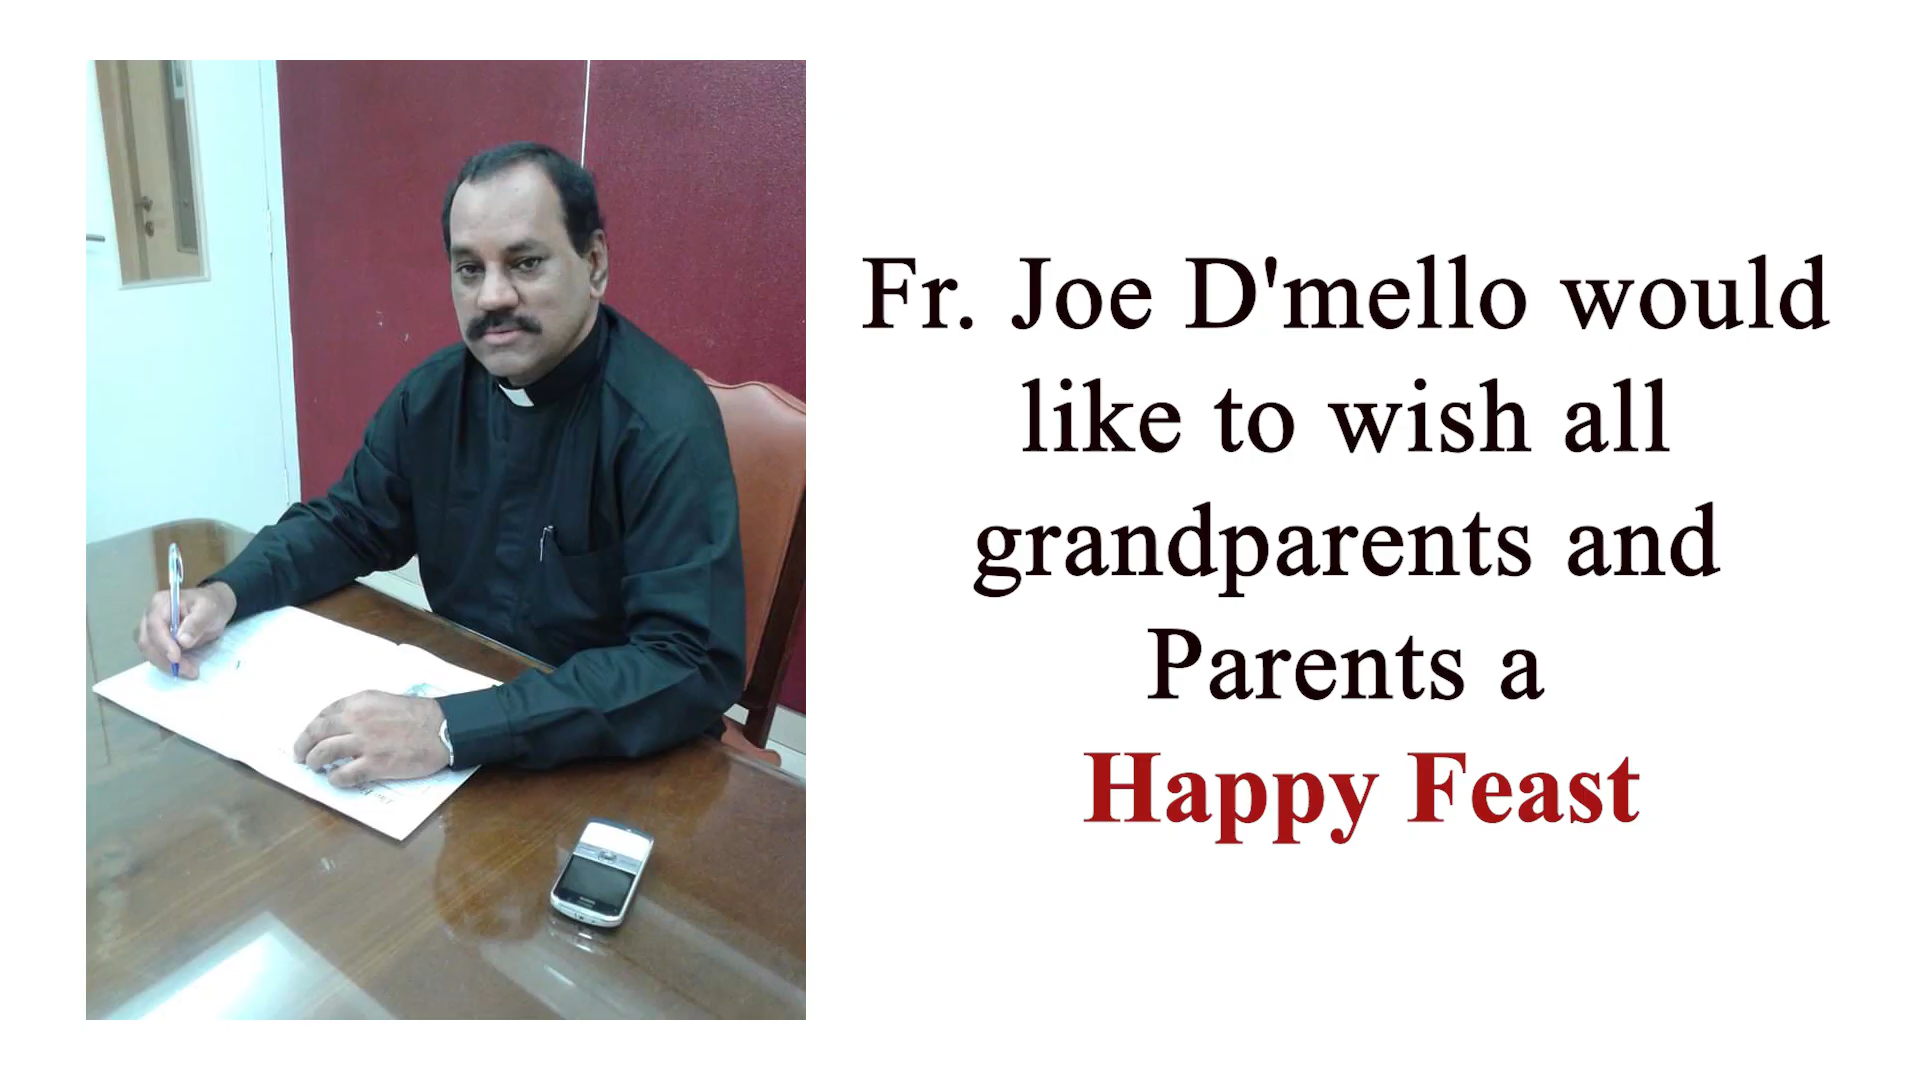 Fr. Joe D'mello would
like to wish all
grandparents and
Parents a
Happy Feast